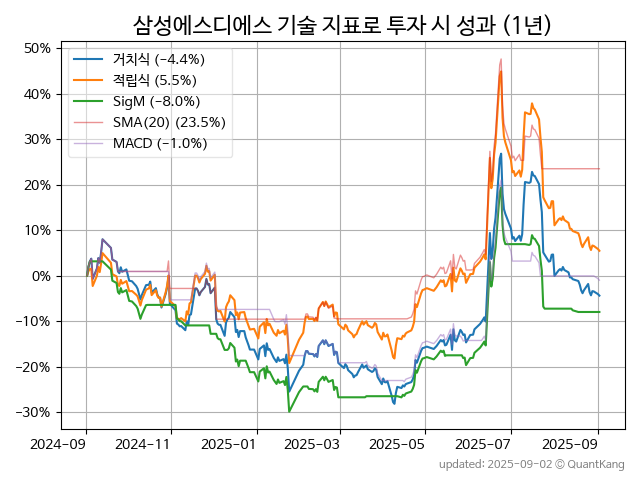 삼성에스디에스 기술 지표로 투자 시 성과 (1년)
거치식 (−4.4%)
적립식 (5.5%)
SigM (−8.0%)
SMA(20) (23.5%)
MACD (−1.0%)
50%
40%
30%
20%
10%
0%
−10%
−20%
−30%
2024-09 2024-11 2025-01 2025-03 2025-05 2025-07 2025-09
updated: 2025-09-02 © QuantKang